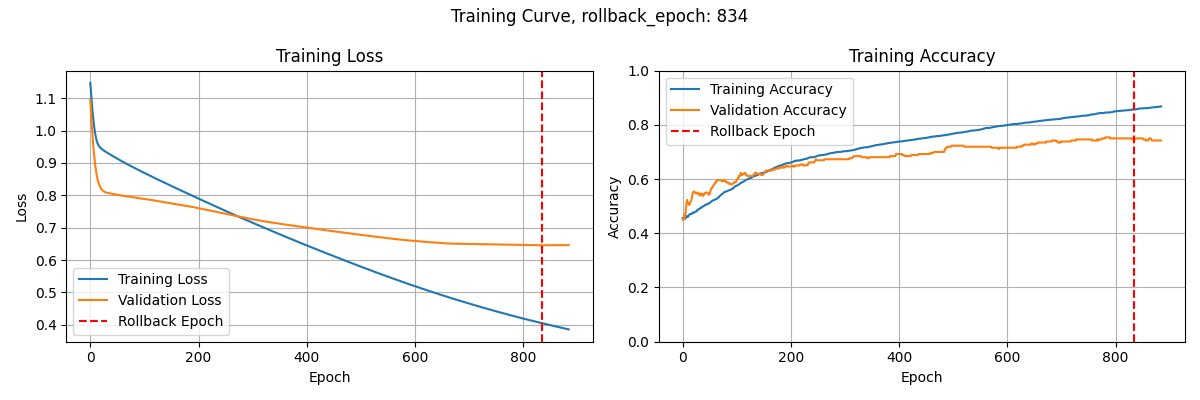 Training Curve, rollback_epoch: 834
Training Loss
1.1
1.0
0.9
0.8
0.7
0.6
0.5
0.4
Loss
Training Loss
Validation Loss
Rollback Epoch
0 200 400 600 800
Epoch
Training Accuracy
1.0
0.8
0.6
0.4
0.2
0.0
Accuracy
Training Accuracy
Validation Accuracy
Rollback Epoch
0 200 400 600 800
Epoch